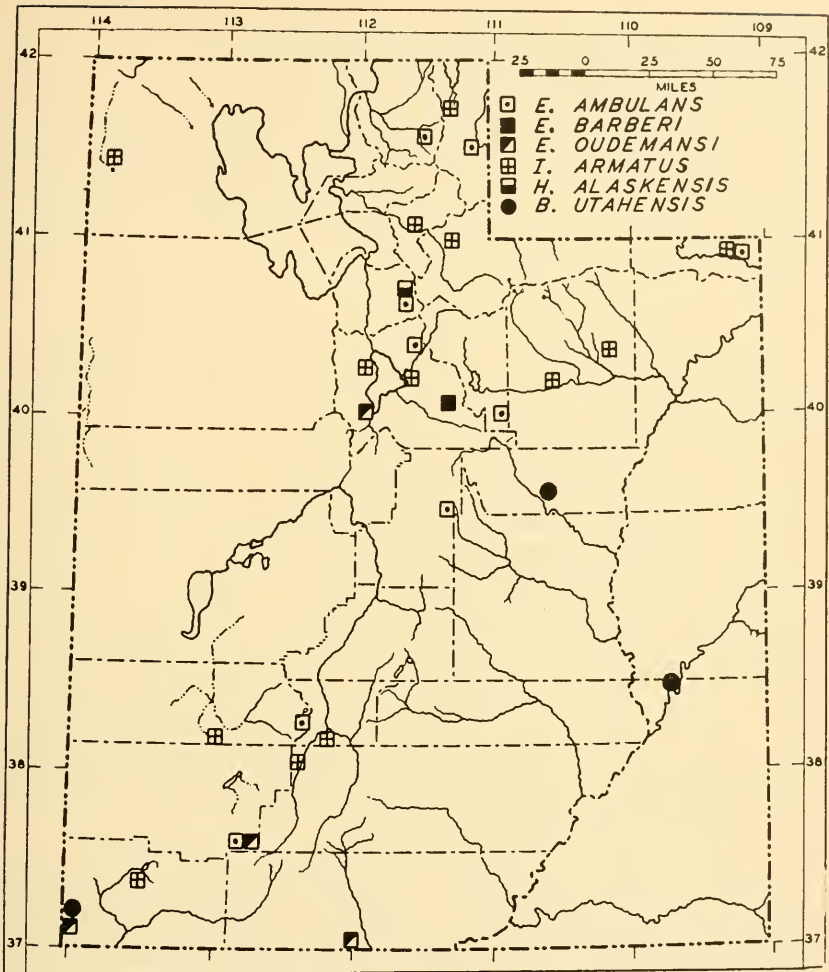 114 113 112 111 110 109
42 42
25 0 25 50 75
MILES
E. AMBULANS
E. BARBERI
E. OUDEMANSI
I. ARMATUS
H. ALASKENSIS
B. UTAHENSIS
41 41
40 40
39 39
38 38
37 37